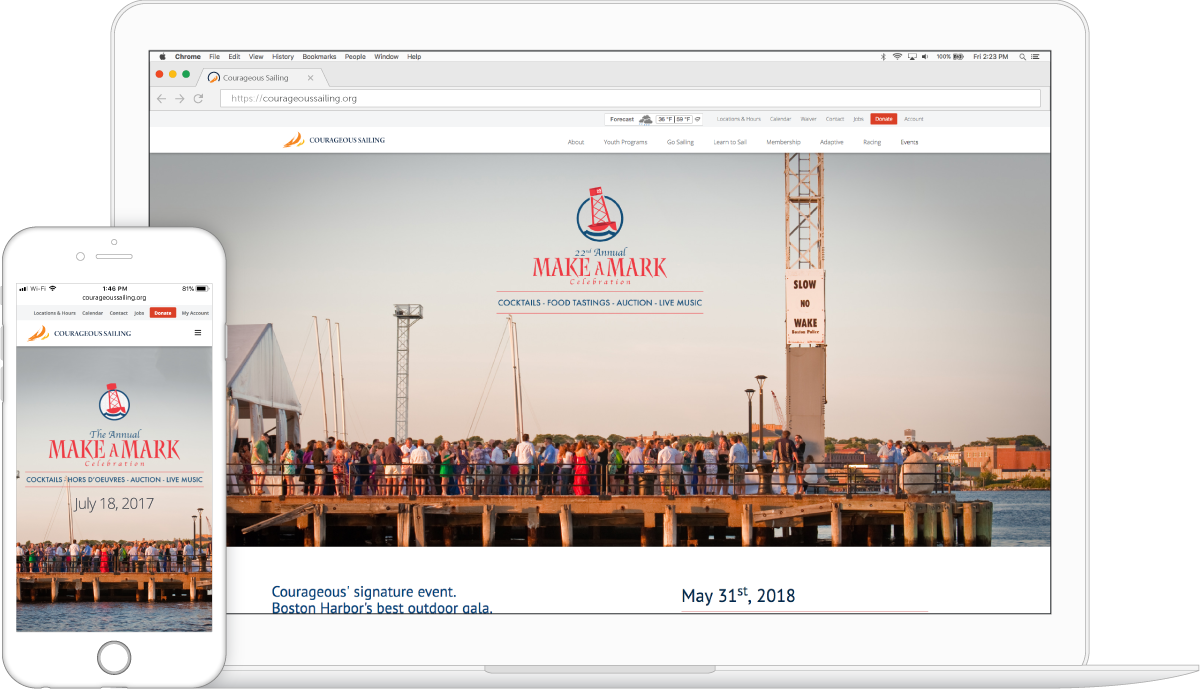 Chrome File Edit View History Bookmarks People Window Help
100% Fri 2:23 PM
Courageous Sailing
https://courageoussailing.org
Forecast 36 °F 59 °F Locations & Hours Calendar Waiver Contact Jobs Donate Account
COURAGEOUS SAILING
About Youth Programs Go Sailing Learn to Sail Membership Adaptive Racing Events
22nd Annual
MAKE A MARK
Celebration
COCKTAILS - FOOD TASTINGS - AUCTION - LIVE MUSIC
SLOW
NO
WAKE
Boston Police
Courageous' signature event.
Boston Harbor's best outdoor gala.
May 31st, 2018
Wi-Fi 1:46 PM 81%
courageoussailing.org
Locations & Hours Calendar Contact Jobs Donate My Account
COURAGEOUS SAILING
The Annual
MAKE A MARK
Celebration
COCKTAILS - HORS D'OEUVRES - AUCTION - LIVE MUSIC
July 18, 2017